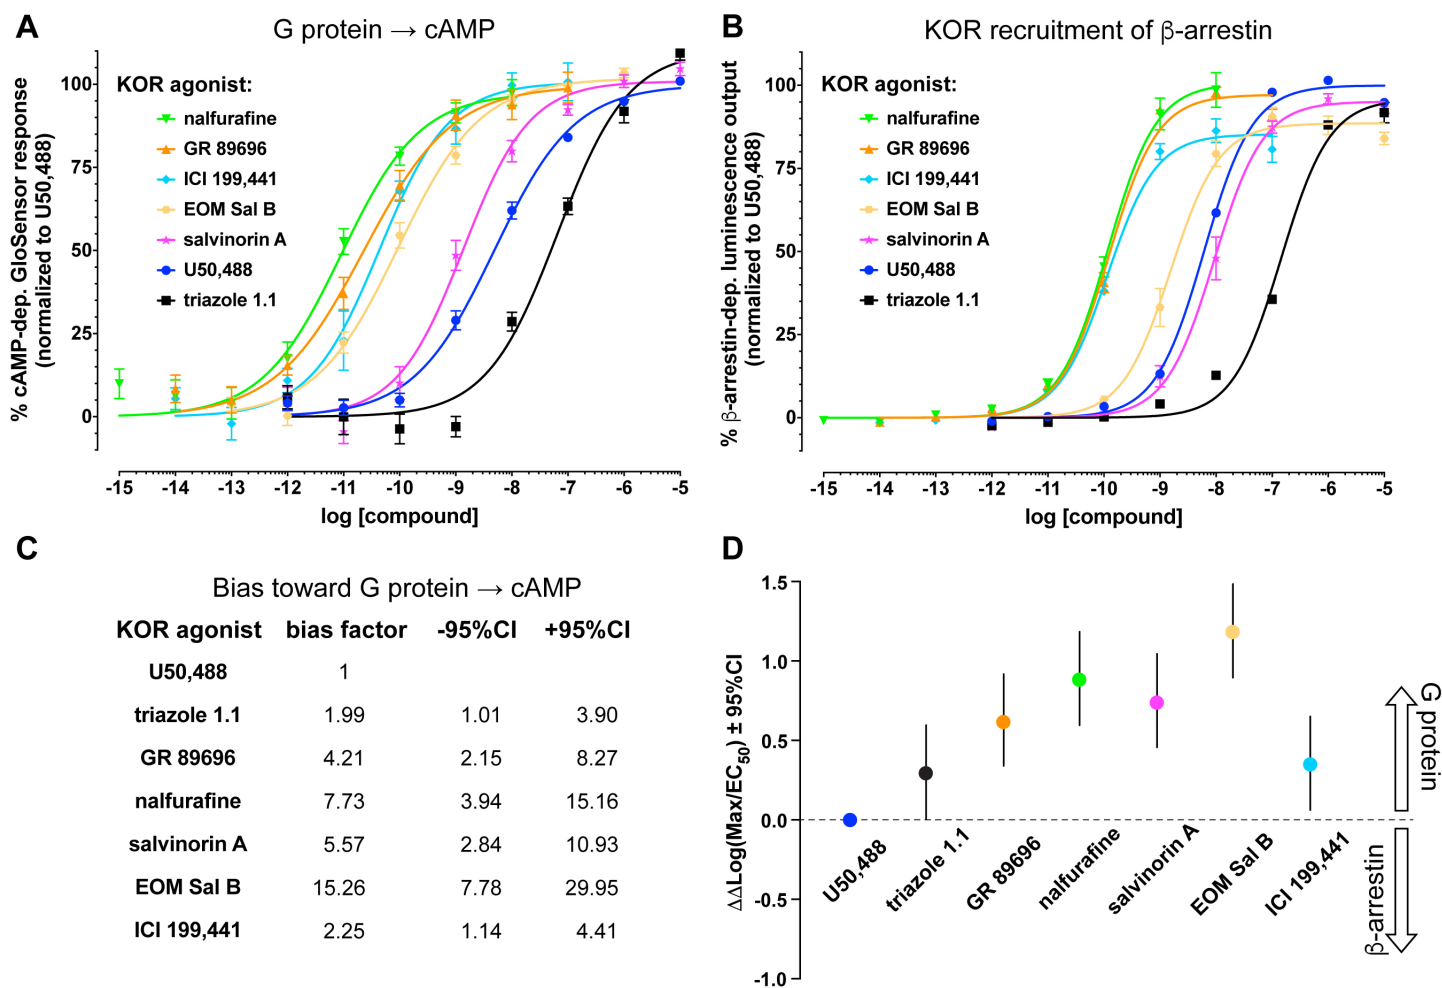 A
G protein → cAMP
% cAMP-dep. GloSensor response
(normalized to U50,488)
KOR agonist:
nalfurafine
GR 89696
ICI 199,441
EOM Sal B
salvinorin A
U50,488
triazole 1.1
100
75
50
25
0
-15 -14 -13 -12 -11 -10 -9 -8 -7 -6 -5
log [compound]
B
KOR recruitment of β-arrestin
% β-arrestin-dep. luminescence output
(normalized to U50,488)
KOR agonist:
nalfurafine
GR 89696
ICI 199,441
EOM Sal B
salvinorin A
U50,488
triazole 1.1
100
75
50
25
0
-15 -14 -13 -12 -11 -10 -9 -8 -7 -6 -5
log [compound]
C
Bias toward G protein → cAMP
KOR agonist bias factor -95%CI +95%CI
U50,488 1
triazole 1.1 1.99 1.01 3.90
GR 89696 4.21 2.15 8.27
nalfurafine 7.73 3.94 15.16
salvinorin A 5.57 2.84 10.93
EOM Sal B 15.26 7.78 29.95
ICI 199,441 2.25 1.14 4.41
D
ΔΔLog(Max/EC50) ± 95%CI
1.5
1.0
0.5
0.0
-0.5
-1.0
U50,488
triazole 1.1
GR 89696
nalfurafine
salvinorin A
EOM Sal B
ICI 199,441
G protein
β-arrestin